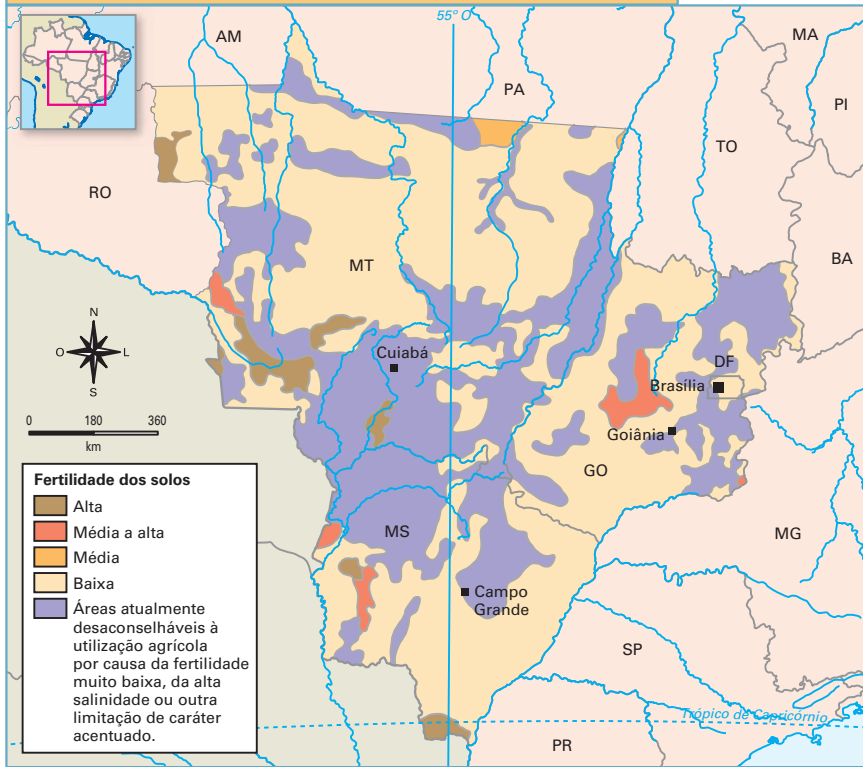 55° O
AM
MA
PA
PI
TO
RO
BA
MT
N
O
L
S
Cuiabá
DF
Brasília
0 180 360
km
Goiânia
GO
Fertilidade dos solos
Alta
Média a alta
Média
Baixa
Áreas atualmente
desaconselháveis à
utilização agrícola
por causa da fertilidade
muito baixa, da alta
salinidade ou outra
limitação de caráter
acentuado.
MS
MG
Campo
Grande
SP
Trópico de Capricórnio
PR